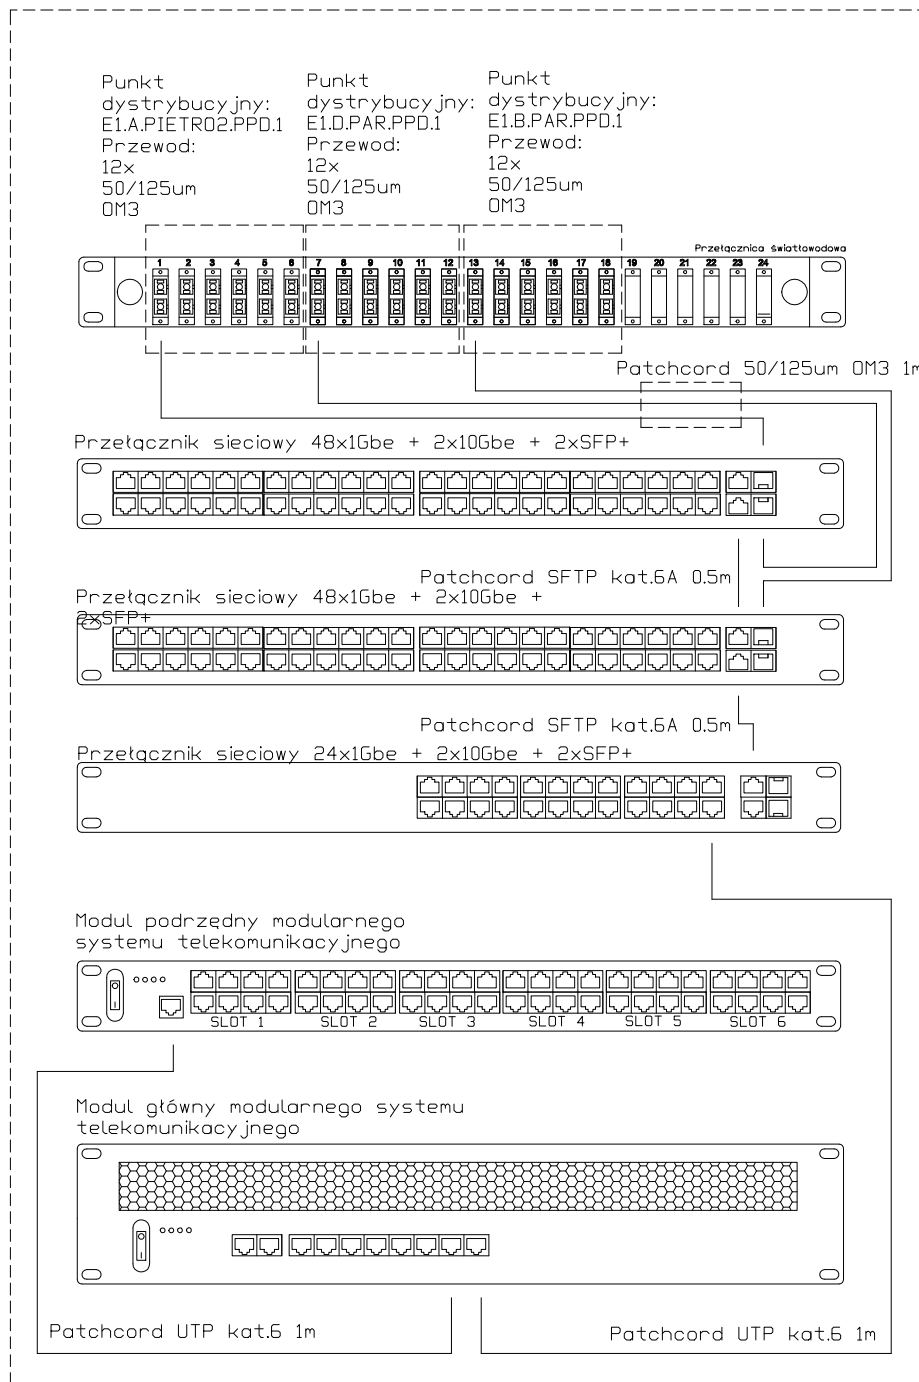 Punkt
dystrybucyjny:
E1.A.PIETRO2.PPD.1
Przewod:
12x
50/125um
OM3
Punkt
dystrybucyjny:
E1.D.PAR.PPD.1
Przewod:
12x
50/125um
OM3
Punkt
dystrybucyjny:
E1.B.PAR.PPD.1
Przewod:
12x
50/125um
OM3
Przełącznica światłowodowa
1 2 3 4 5 6 7 8 9 10 11 12 13 14 15 16 17 18 19 20 21 22 23 24
Patchcord 50/125um OM3 1m
Przełącznik sieciowy 48x1Gbe + 2x10Gbe + 2xSFP+
Patchcord SFTP kat.6A 0.5m
Przełącznik sieciowy 48x1Gbe + 2x10Gbe +
2xSFP+
Patchcord SFTP kat.6A 0.5m
Przełącznik sieciowy 24x1Gbe + 2x10Gbe + 2xSFP+
Moduł podrzędny modularnego
systemu telekomunikacyjnego
SLOT 1 SLOT 2 SLOT 3 SLOT 4 SLOT 5 SLOT 6
Moduł główny modularnego systemu
telekomunikacyjnego
Patchcord UTP kat.6 1m
Patchcord UTP kat.6 1m